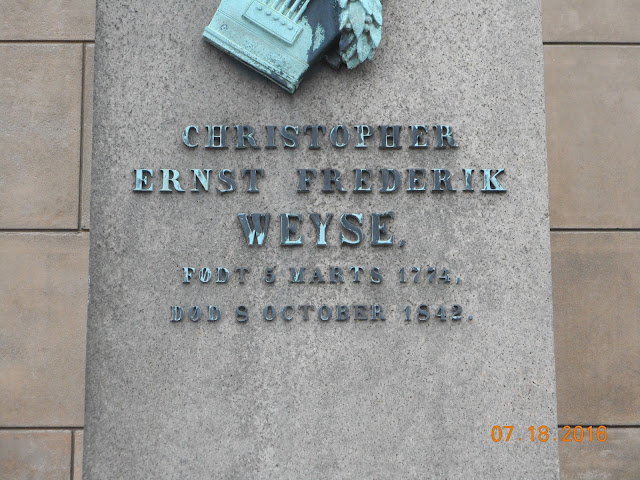 CHRISTOPHER
ERNST FREDERIK
WEYSE,
FØDT 5 MARTS 1774,
DØD 8 OCTOBER 1842.
07 18 2016